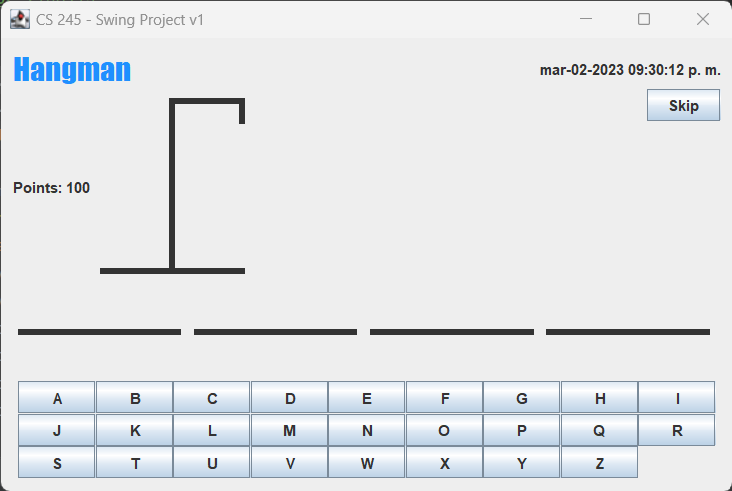 CS 245 - Swing Project v1
Hangman
mar-02-2023 09:30:12 p. m.
Skip
Points: 100
A B C D E F G H I
J K L M N O P Q R
S T U V W X Y Z